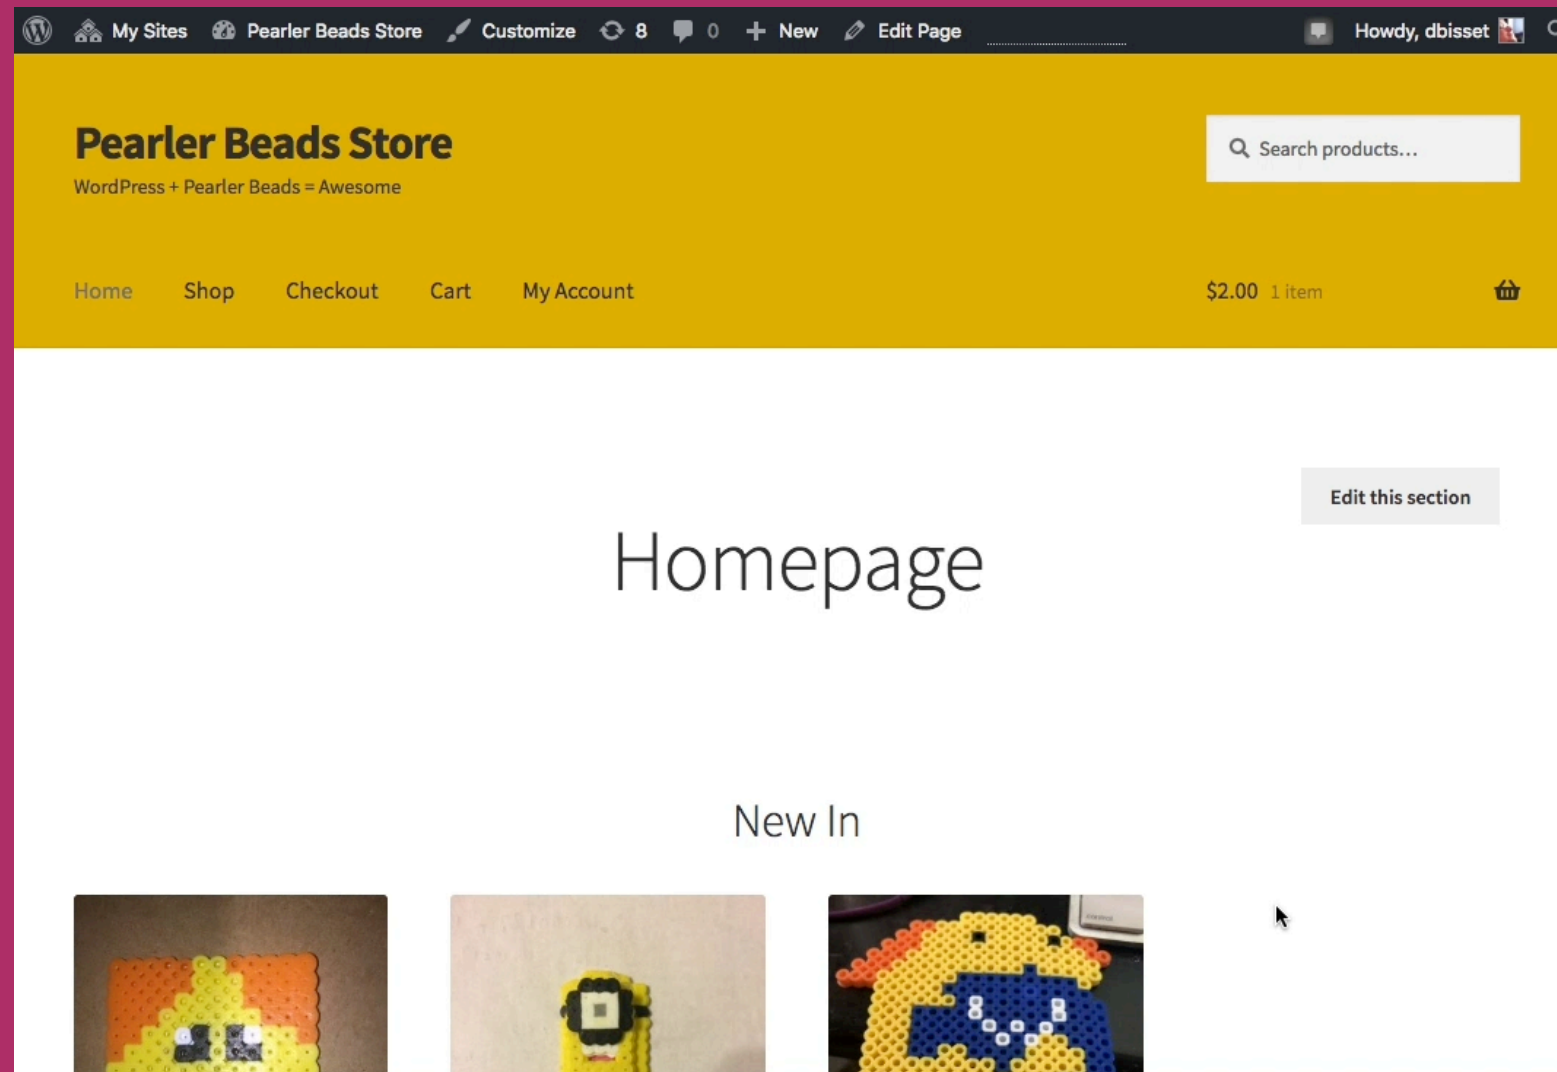 My Sites Pearler Beads Store Customize 8 0 New Edit Page Howdy, dbisset
Pearler Beads Store
WordPress + Pearler Beads = Awesome
Search products...
Home Shop Checkout Cart My Account $2.00 1 item
Edit this section
Homepage
New In